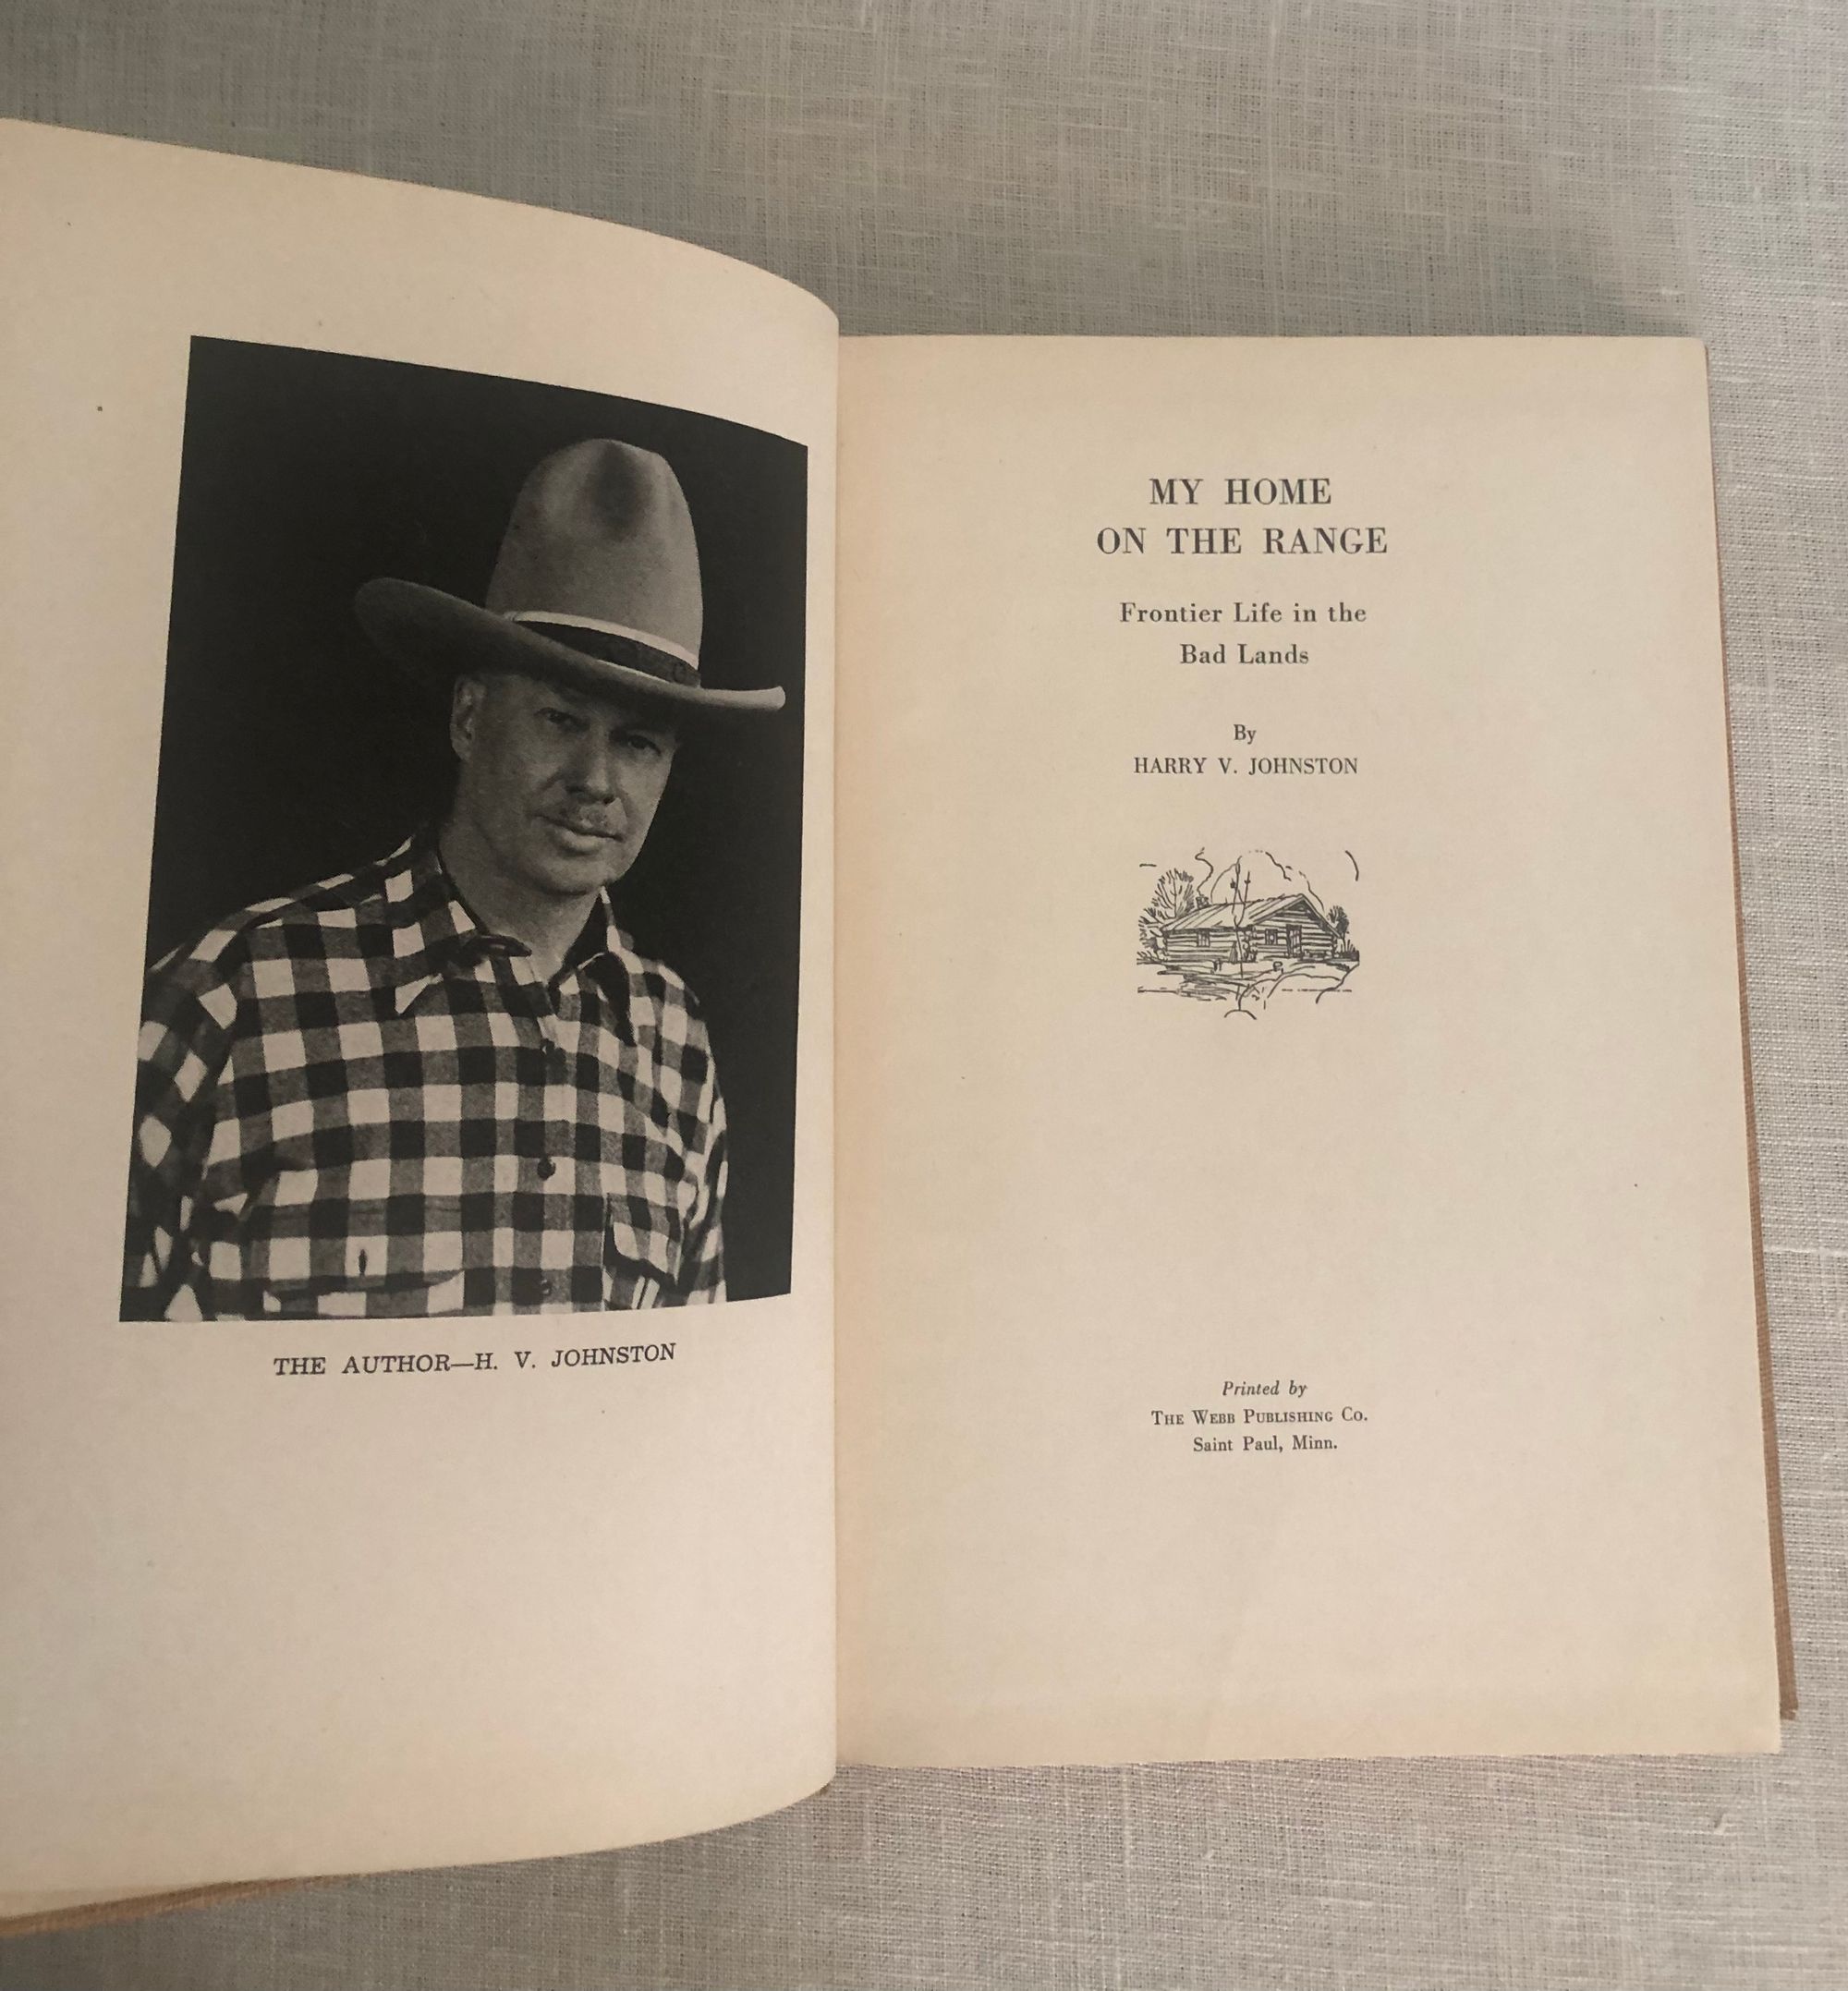 THE AUTHOR—H. V. JOHNSTON
MY HOME
ON THE RANGE
Frontier Life in the
Bad Lands
By
HARRY V. JOHNSTON
Printed by
THE WEBB PUBLISHING CO.
Saint Paul, Minn.